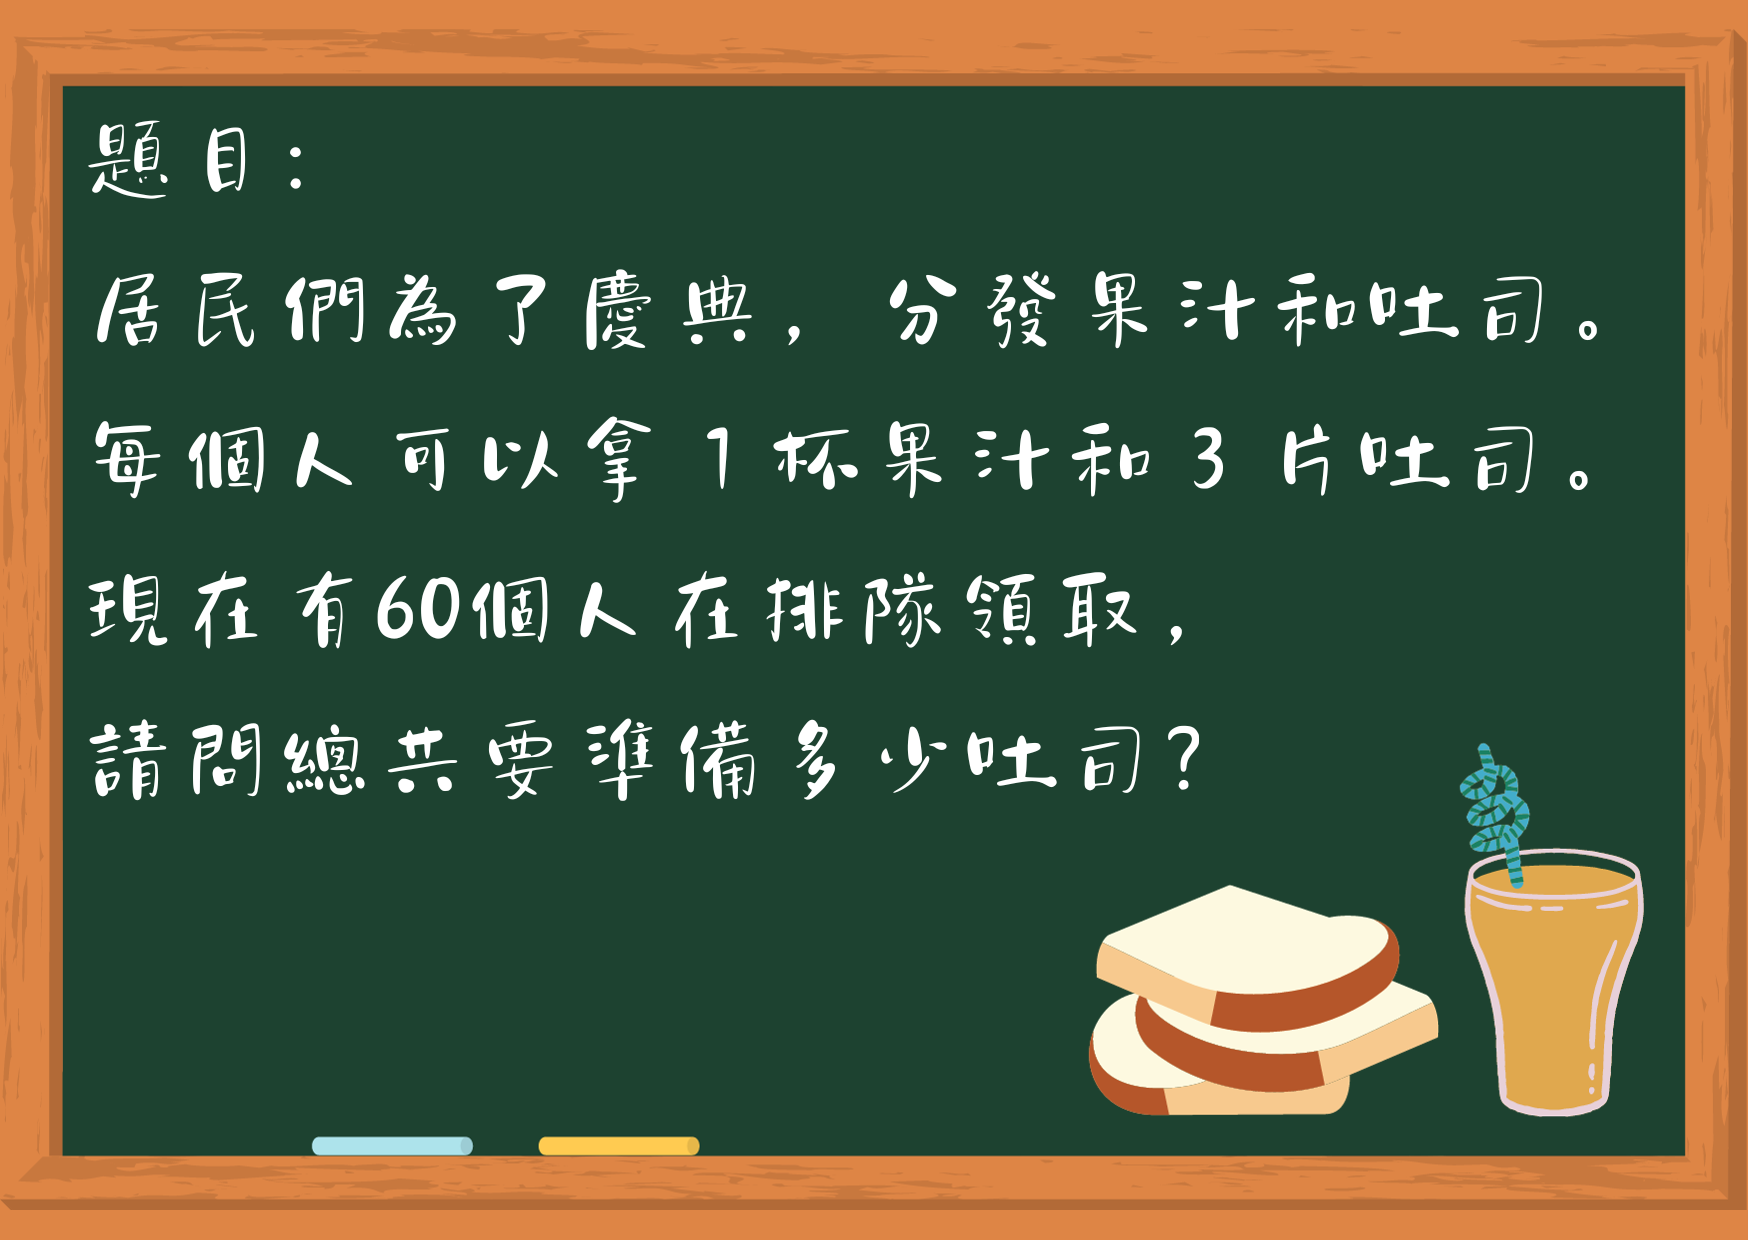 題目：
居民們為了慶典，分發果汁和吐司。
每個人可以拿1杯果汁和3片吐司。
現在有60個人在排隊領取，
請問總共要準備多少吐司？